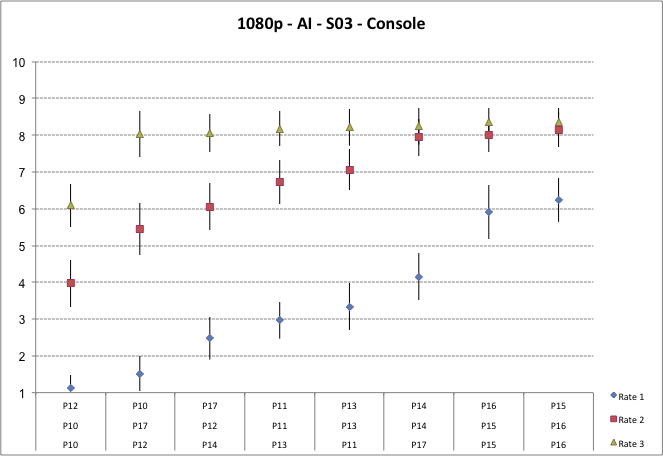 1080p - AI - S03 - Console
10
9
8
7
6
5
4
3
2
1
P12 P10 P17 P11 P13 P14 P16 P15
P10 P17 P12 P11 P13 P14 P15 P16
P10 P12 P14 P13 P11 P17 P15 P16
Rate 1
Rate 2
Rate 3